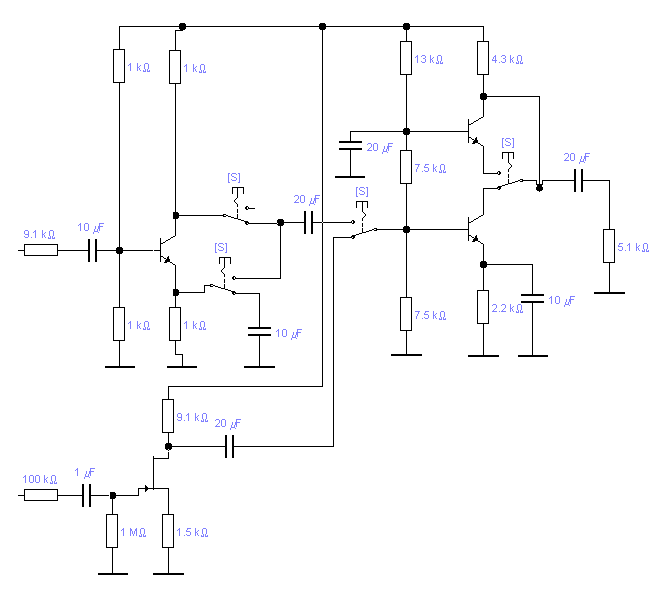 1 kΩ 1 kΩ 13 kΩ 4.3 kΩ
20 µF [S] 20 µF
7.5 kΩ
[S] 20 µF [S]
9.1 kΩ 10 µF
[S] 5.1 kΩ
1 kΩ 1 kΩ 10 µF 7.5 kΩ 2.2 kΩ 10 µF
9.1 kΩ 20 µF
100 kΩ 1 µF
1 MΩ 1.5 kΩ